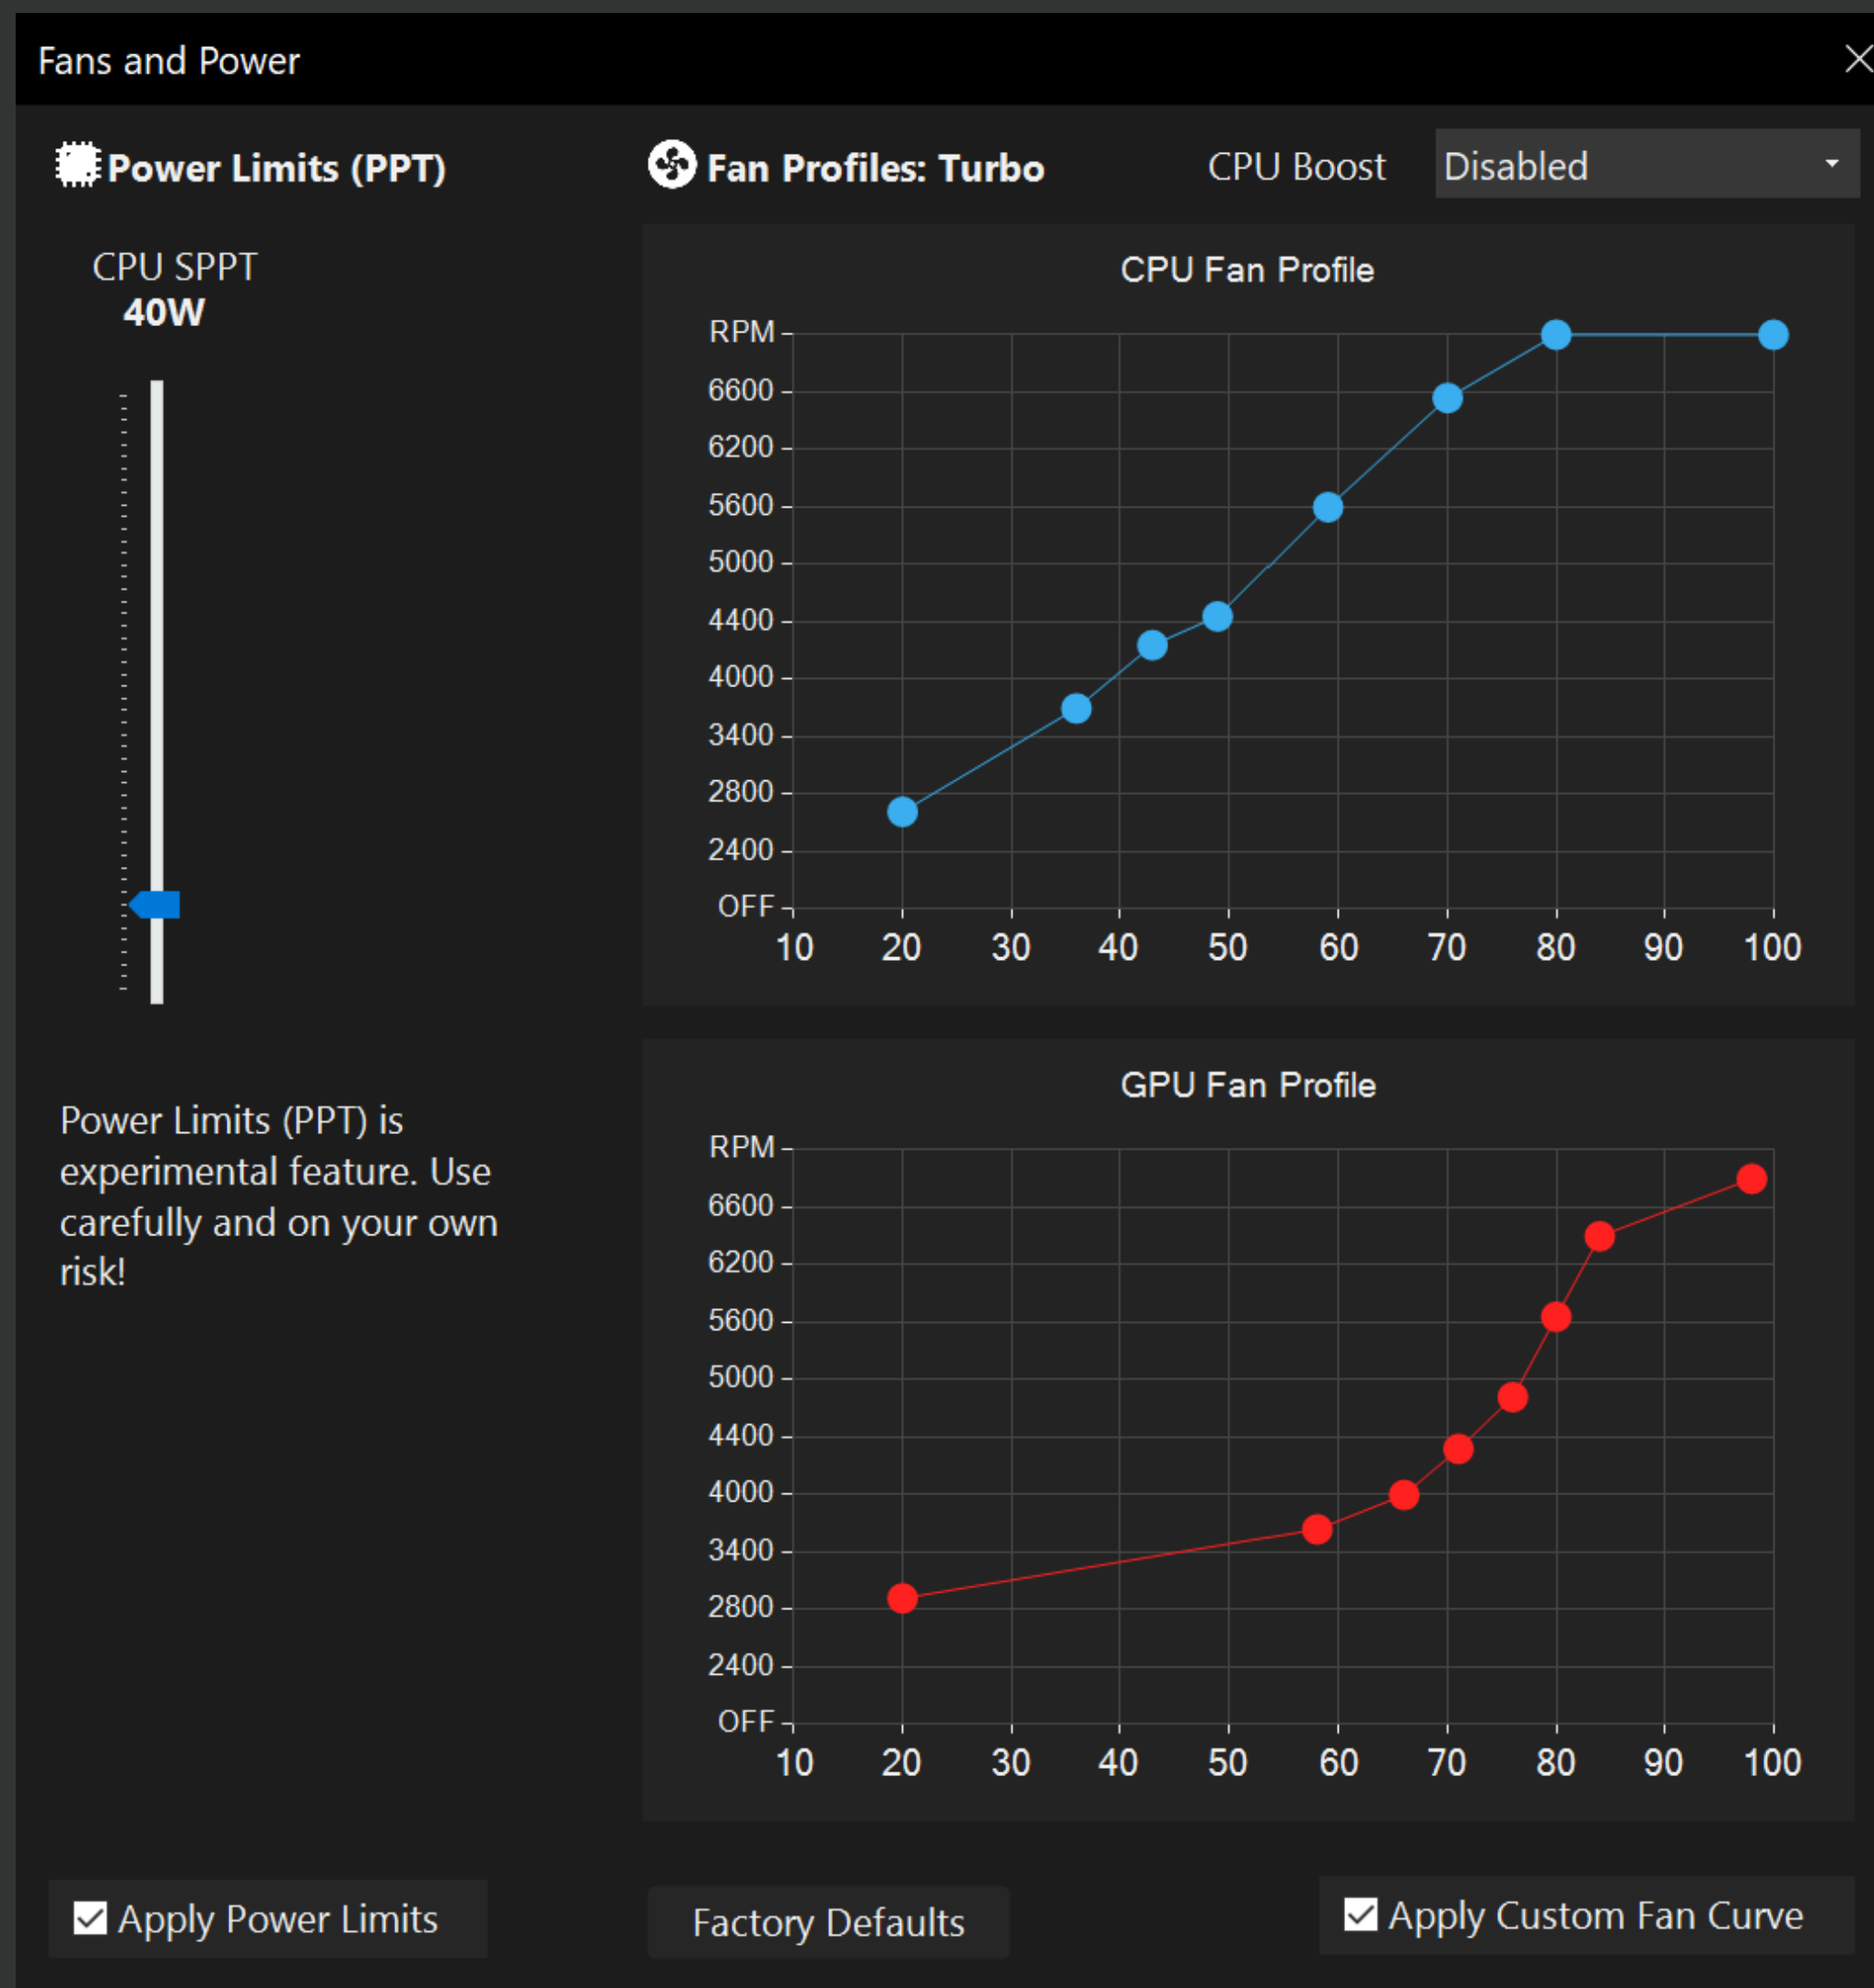 Fans and Power
Power Limits (PPT)
Fan Profiles: Turbo
CPU Boost
Disabled
CPU SPPT
40W
Power Limits (PPT) is
experimental feature. Use
carefully and on your own
risk!
CPU Fan Profile
RPM
6600
6200
5600
5000
4400
4000
3400
2800
2400
OFF
10 20 30 40 50 60 70 80 90 100
GPU Fan Profile
RPM
6600
6200
5600
5000
4400
4000
3400
2800
2400
OFF
10 20 30 40 50 60 70 80 90 100
Apply Power Limits
Factory Defaults
Apply Custom Fan Curve